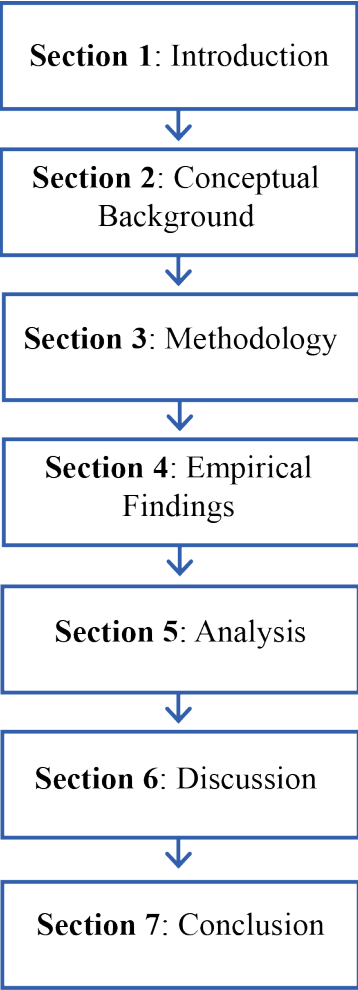 Section 1: Introduction
Section 2: Conceptual
Background
Section 3: Methodology
Section 4: Empirical
Findings
Section 5: Analysis
Section 6: Discussion
Section 7: Conclusion